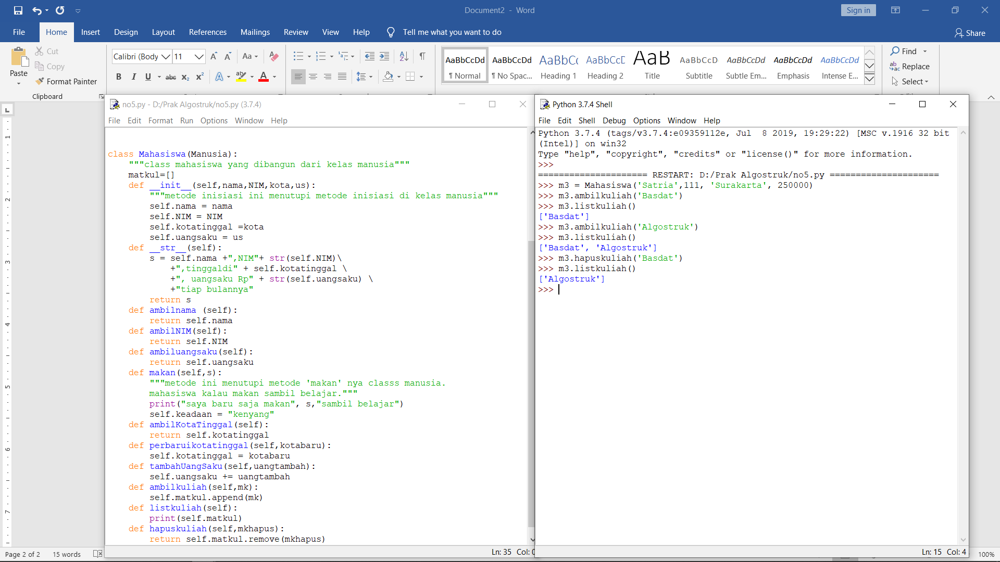 Document2 - Word
Sign in
File Home Insert Design Layout References Mailings Review View Help Tell me what you want to do
Share
Paste
Cut
Copy
Format Painter
Clipboard
Calibri (Body 11
Aa
B I U abc x2 x2 A ab A
AaBbCcDd AaBbCcDd AaBbCc AaBbCcC AaB AaBbCcD AaBbCcDd AaBbCcDd AaBbCcDd
¶ Normal ¶ No Spac... Heading 1 Heading 2 Title Subtitle Subtle Em... Emphasis Intense E...
Find
Replace
Select
no5.py - D:/Prak Algostruk/no5.py (3.7.4)
File Edit Format Run Options Window Help
class Mahasiswa(Manusia):
    """class mahasiswa yang dibangun dari kelas manusia"""
    matkul=[]
    def __init__(self,nama,NIM,kota,us):
        """metode inisiasi ini menutupi metode inisiasi di kelas manusia"""
        self.nama = nama
        self.NIM = NIM
        self.kotatinggal =kota
        self.uangsaku = us
    def __str__(self):
        s = self.nama +",NIM"+ str(self.NIM)\
            +",tinggaldi" + self.kotatinggal \
            +", uangsaku Rp" + str(self.uangsaku) \
            +"tiap bulannya"
        return s
    def ambilnama (self):
        return self.nama
    def ambilNIM(self):
        return self.NIM
    def ambiluangsaku(self):
        return self.uangsaku
    def makan(self,s):
        """metode ini menutupi metode 'makan' nya classs manusia.
        mahasiswa kalau makan sambil belajar."""
        print("saya baru saja makan", s,"sambil belajar")
        self.keadaan = "kenyang"
    def ambilKotaTinggal(self):
        return self.kotatinggal
    def perbaruikotatinggal(self,kotabaru):
        self.kotatinggal = kotabaru
    def tambahUangSaku(self,uangtambah):
        self.uangsaku += uangtambah
    def ambilkuliah(self,mk):
        self.matkul.append(mk)
    def listkuliah(self):
        print(self.matkul)
    def hapuskuliah(self,mkhapus):
        return self.matkul.remove(mkhapus)
Ln: 35 Col: 0
Python 3.7.4 Shell
File Edit Shell Debug Options Window Help
Python 3.7.4 (tags/v3.7.4:e09359112e, Jul  8 2019, 19:29:22) [MSC v.1916 32 bit
(Intel)] on win32
Type "help", "copyright", "credits" or "license()" for more information.
>>>
===================== RESTART: D:/Prak Algostruk/no5.py =====================
>>> m3 = Mahasiswa('Satria',111, 'Surakarta', 250000)
>>> m3.ambilkuliah('Basdat')
>>> m3.listkuliah()
['Basdat']
>>> m3.ambilkuliah('Algostruk')
>>> m3.listkuliah()
['Basdat', 'Algostruk']
>>> m3.hapuskuliah('Basdat')
>>> m3.listkuliah()
['Algostruk']
>>>
Ln: 15 Col: 4
1
2
3
4
5
6
7
Page 2 of 2 15 words
100%